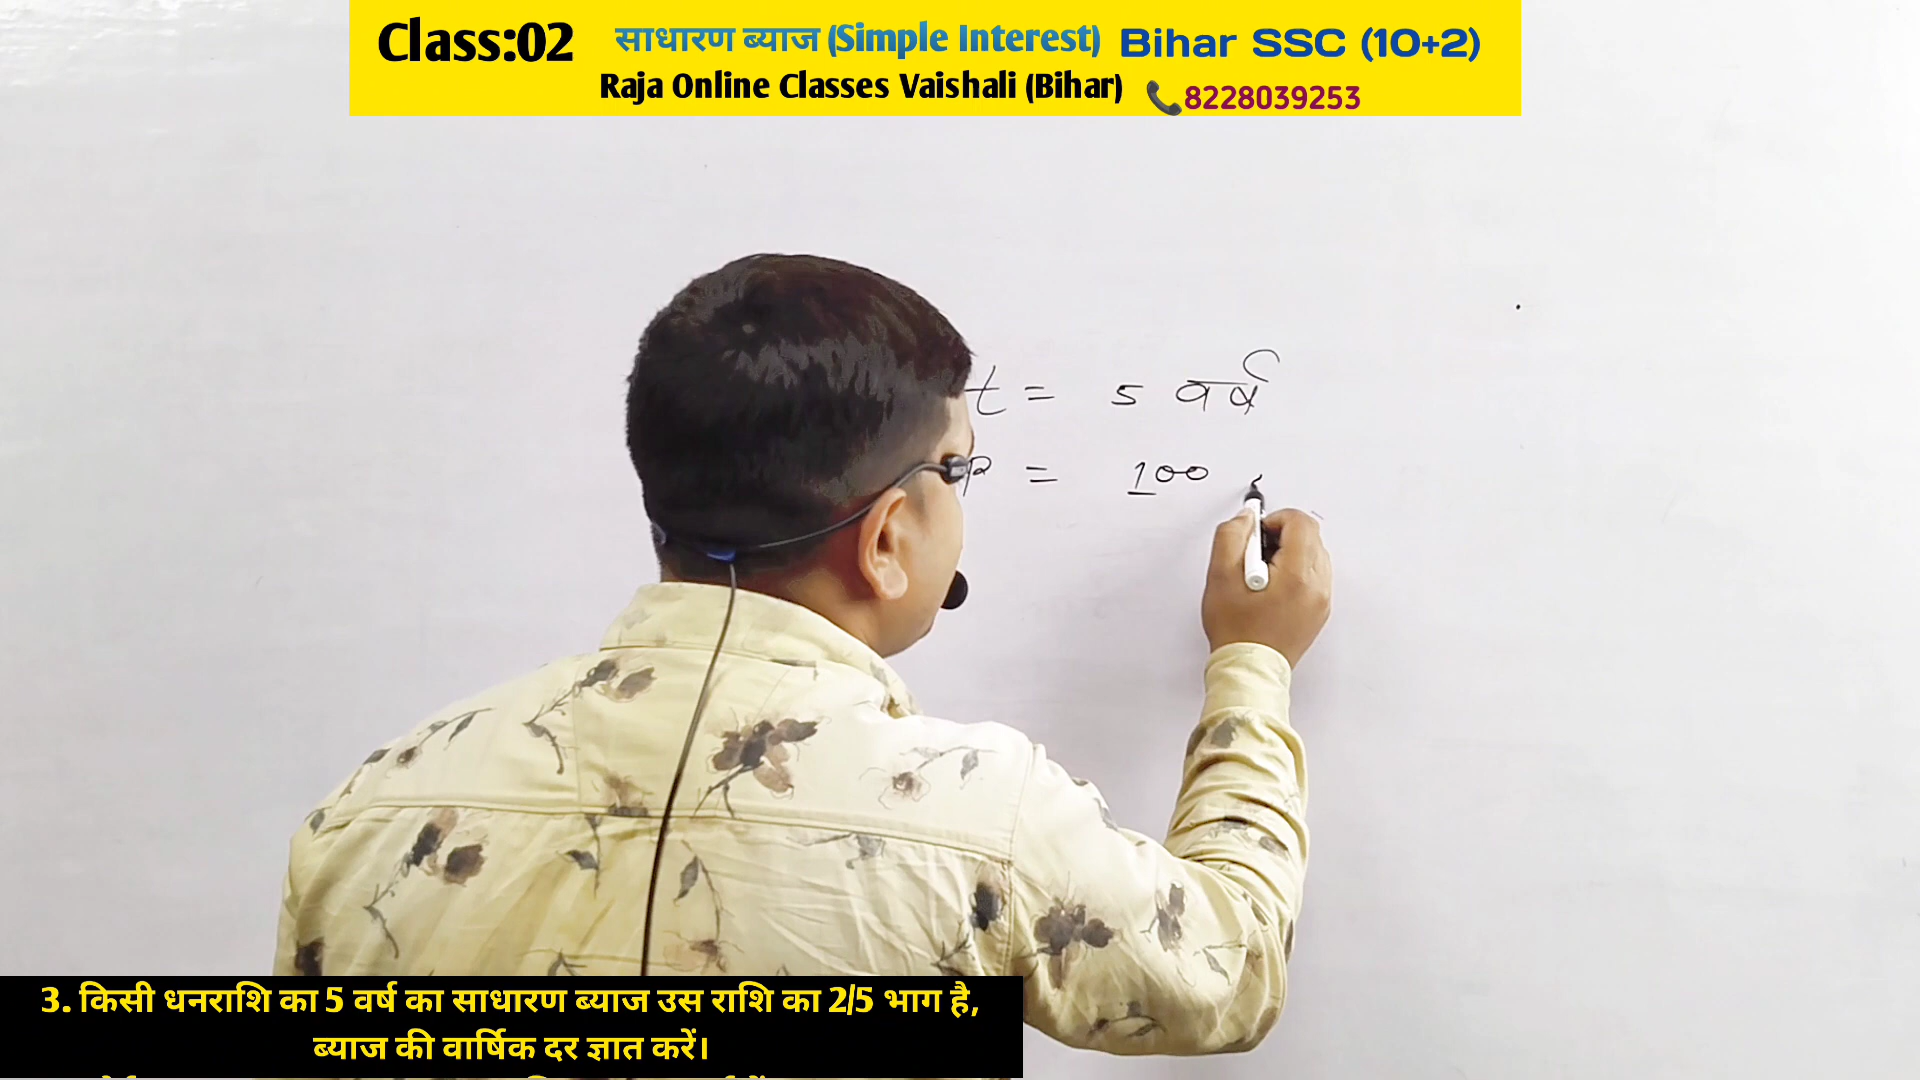 Class:02 साधारण ब्याज (Simple Interest) Bihar SSC (10+2)
Raja Online Classes Vaishali (Bihar) 8228039253
t = 5 वर्ष
P = 100
3. किसी धनराशि का 5 वर्ष का साधारण ब्याज उस राशि का 2/5 भाग है,
ब्याज की वार्षिक दर ज्ञात करें।